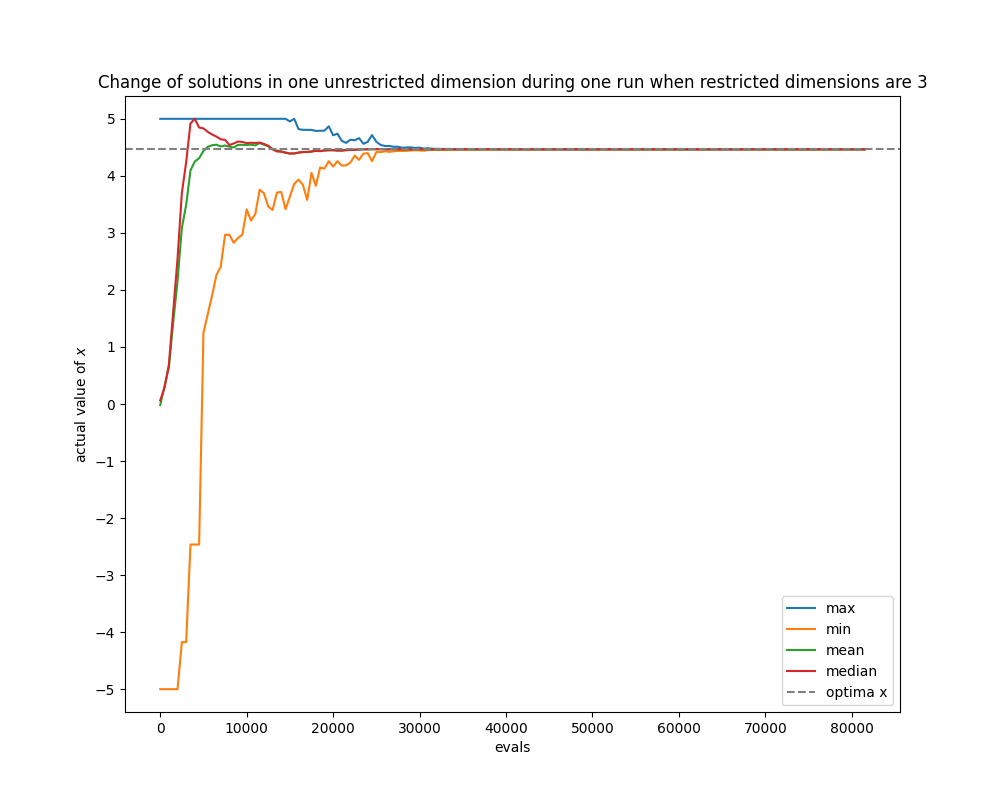 Change of solutions in one unrestricted dimension during one run when restricted dimensions are 3
5
4
3
2
1
0
−1
−2
−3
−4
−5
actual value of x
max
min
mean
median
optima x
0 10000 20000 30000 40000 50000 60000 70000 80000
evals